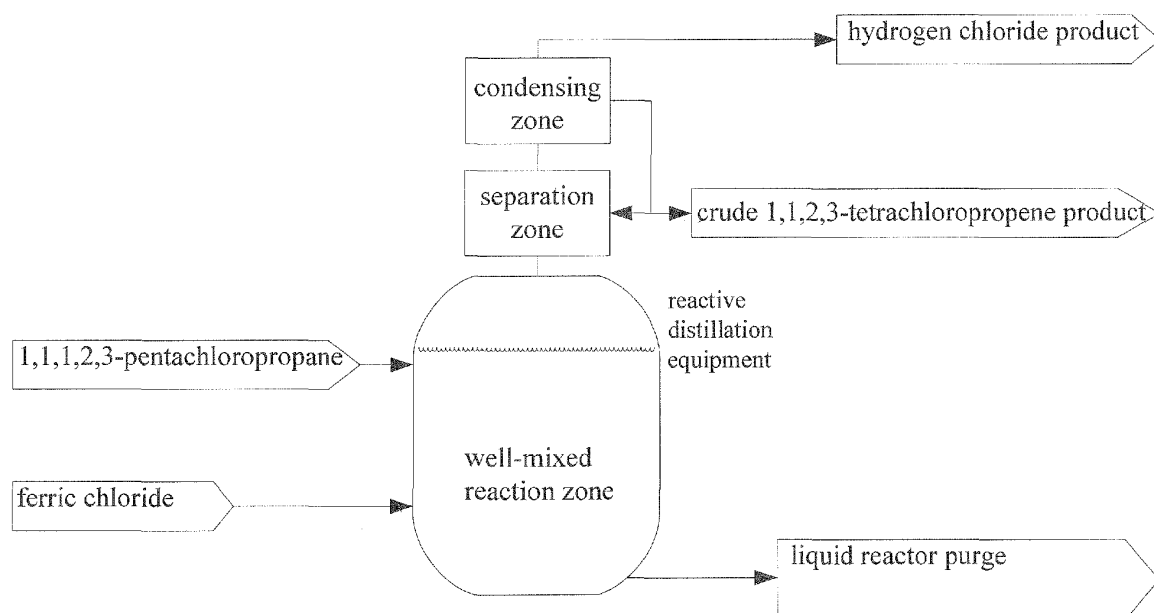 hydrogen chloride product
condensing
zone
separation
zone
crude 1,1,2,3-tetrachloropropene product
reactive
distillation
equipment
1,1,1,2,3-pentachloropropane
well-mixed
reaction zone
ferric chloride
liquid reactor purge